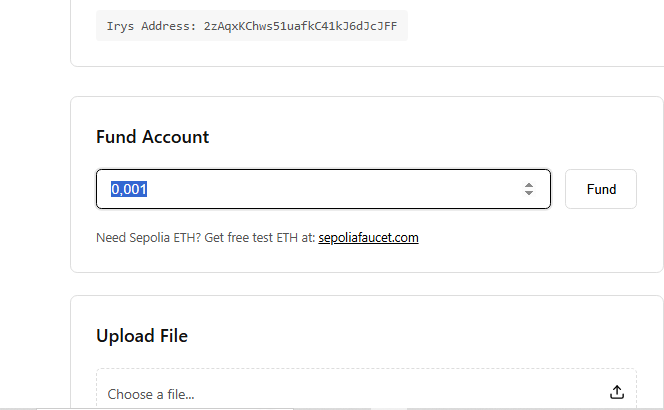 Irys Address: 2zAqxKChws51uafkC41kJ6dJcJFF
Fund Account
0,001
Fund
Need Sepolia ETH? Get free test ETH at: sepoliafaucet.com
Upload File
Choose a file...